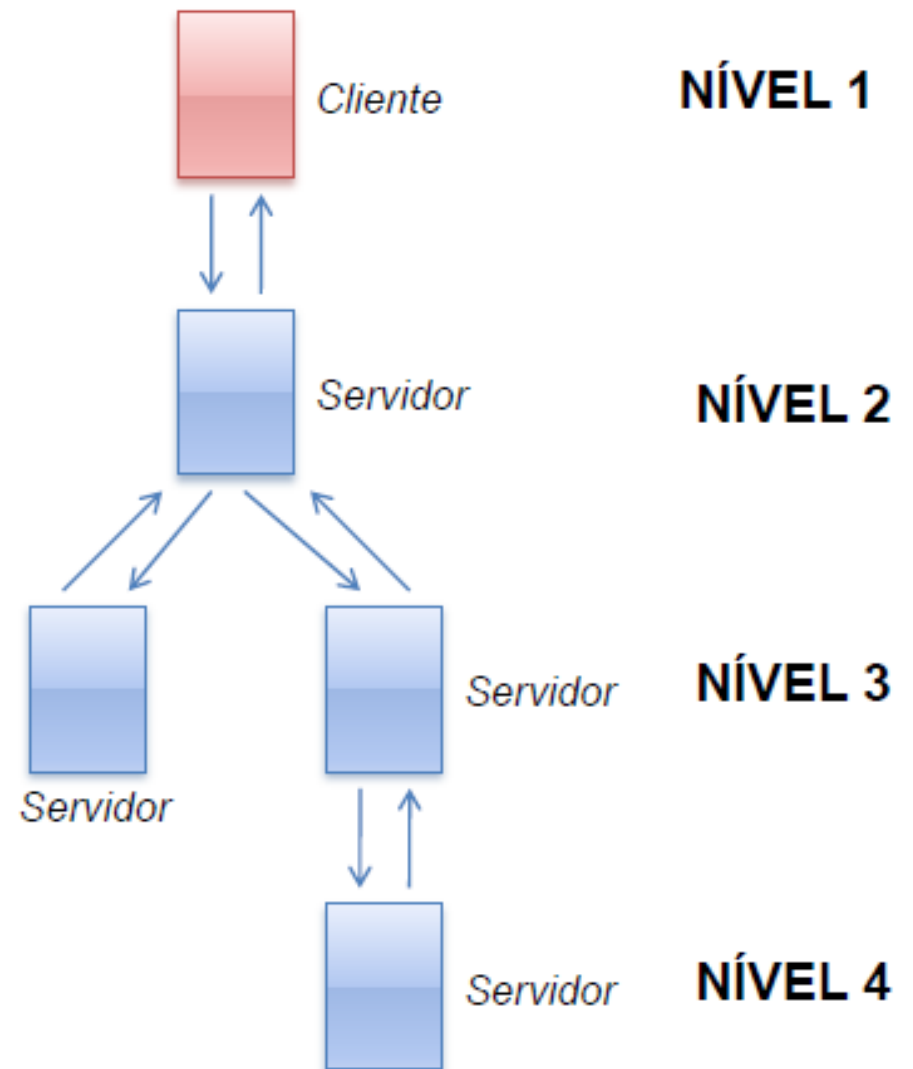 Cliente
NÍVEL 1
Servidor
NÍVEL 2
Servidor
NÍVEL 3
Servidor
Servidor
NÍVEL 4